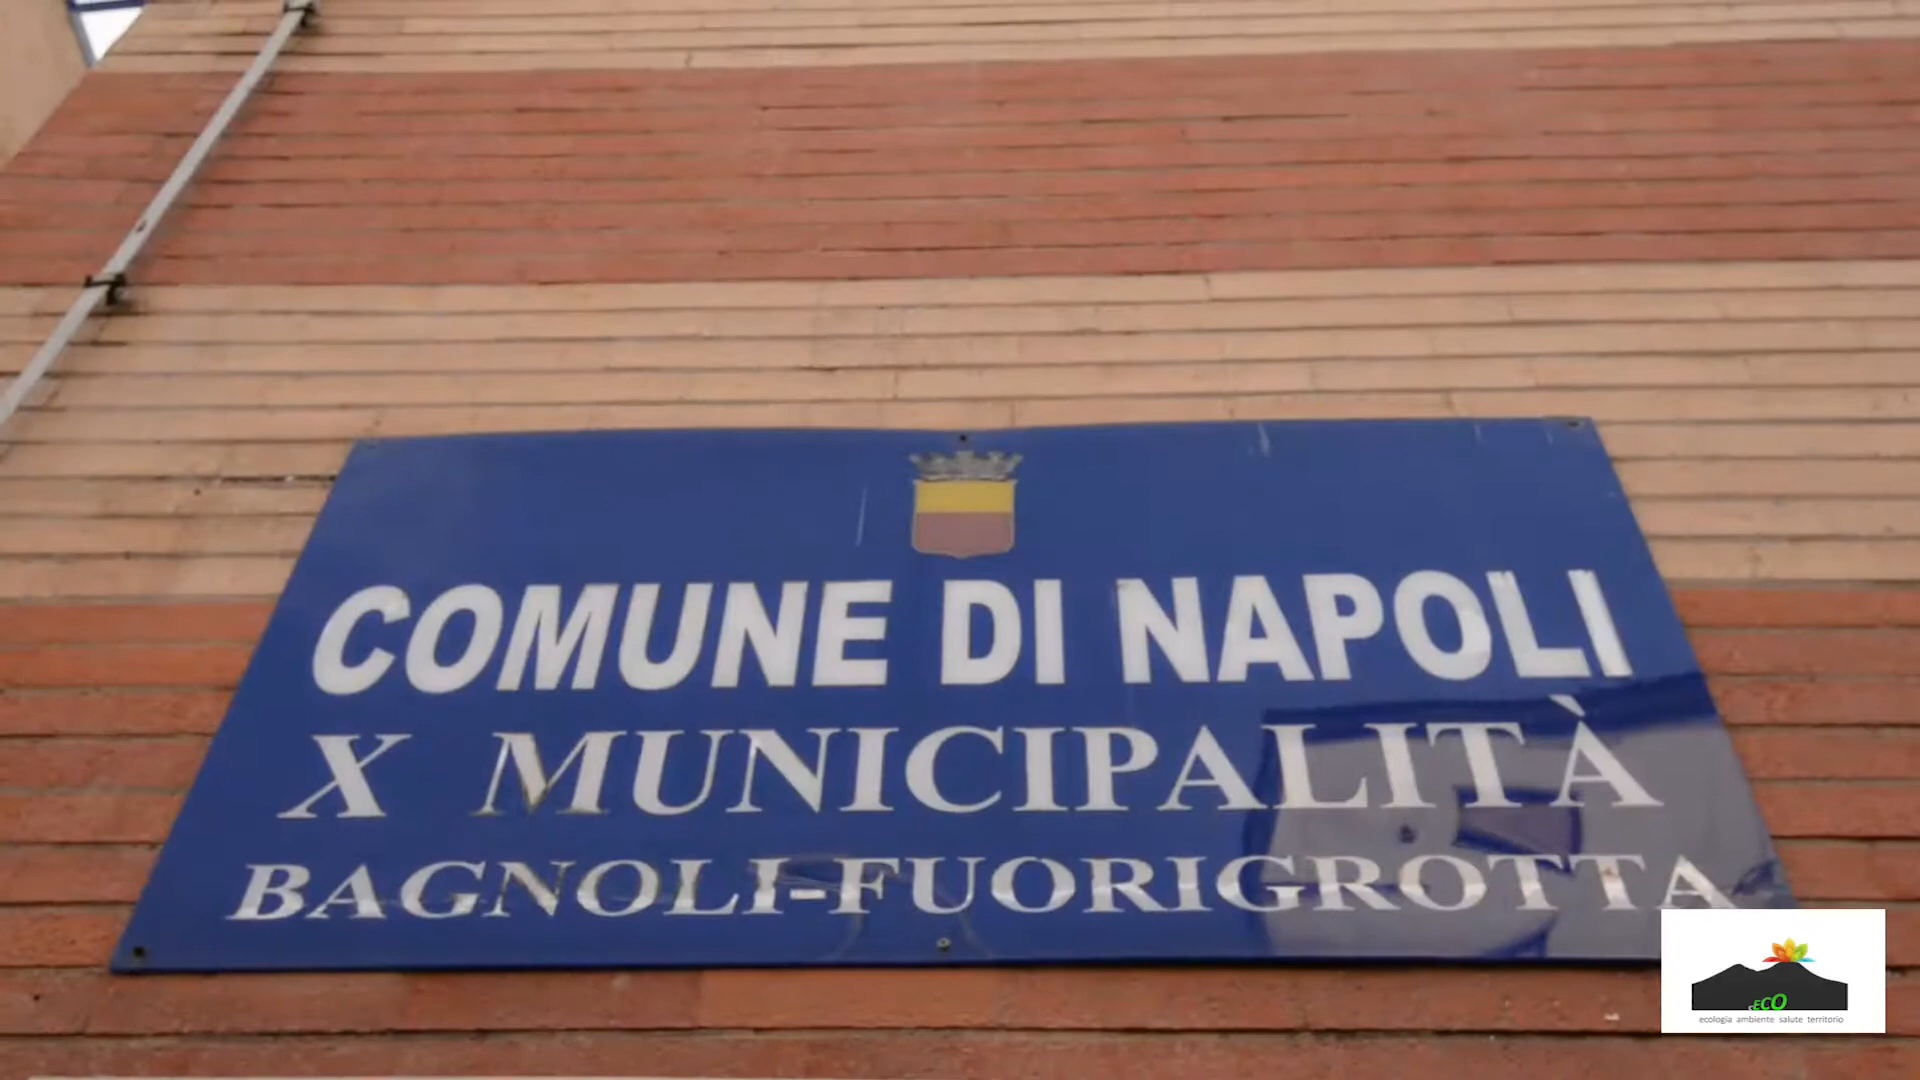 COMUNE DI NAPOLI
X MUNICIPALITÀ
BAGNOLI-FUORIGROTTA
ECO
ecologia ambiente salute territorio